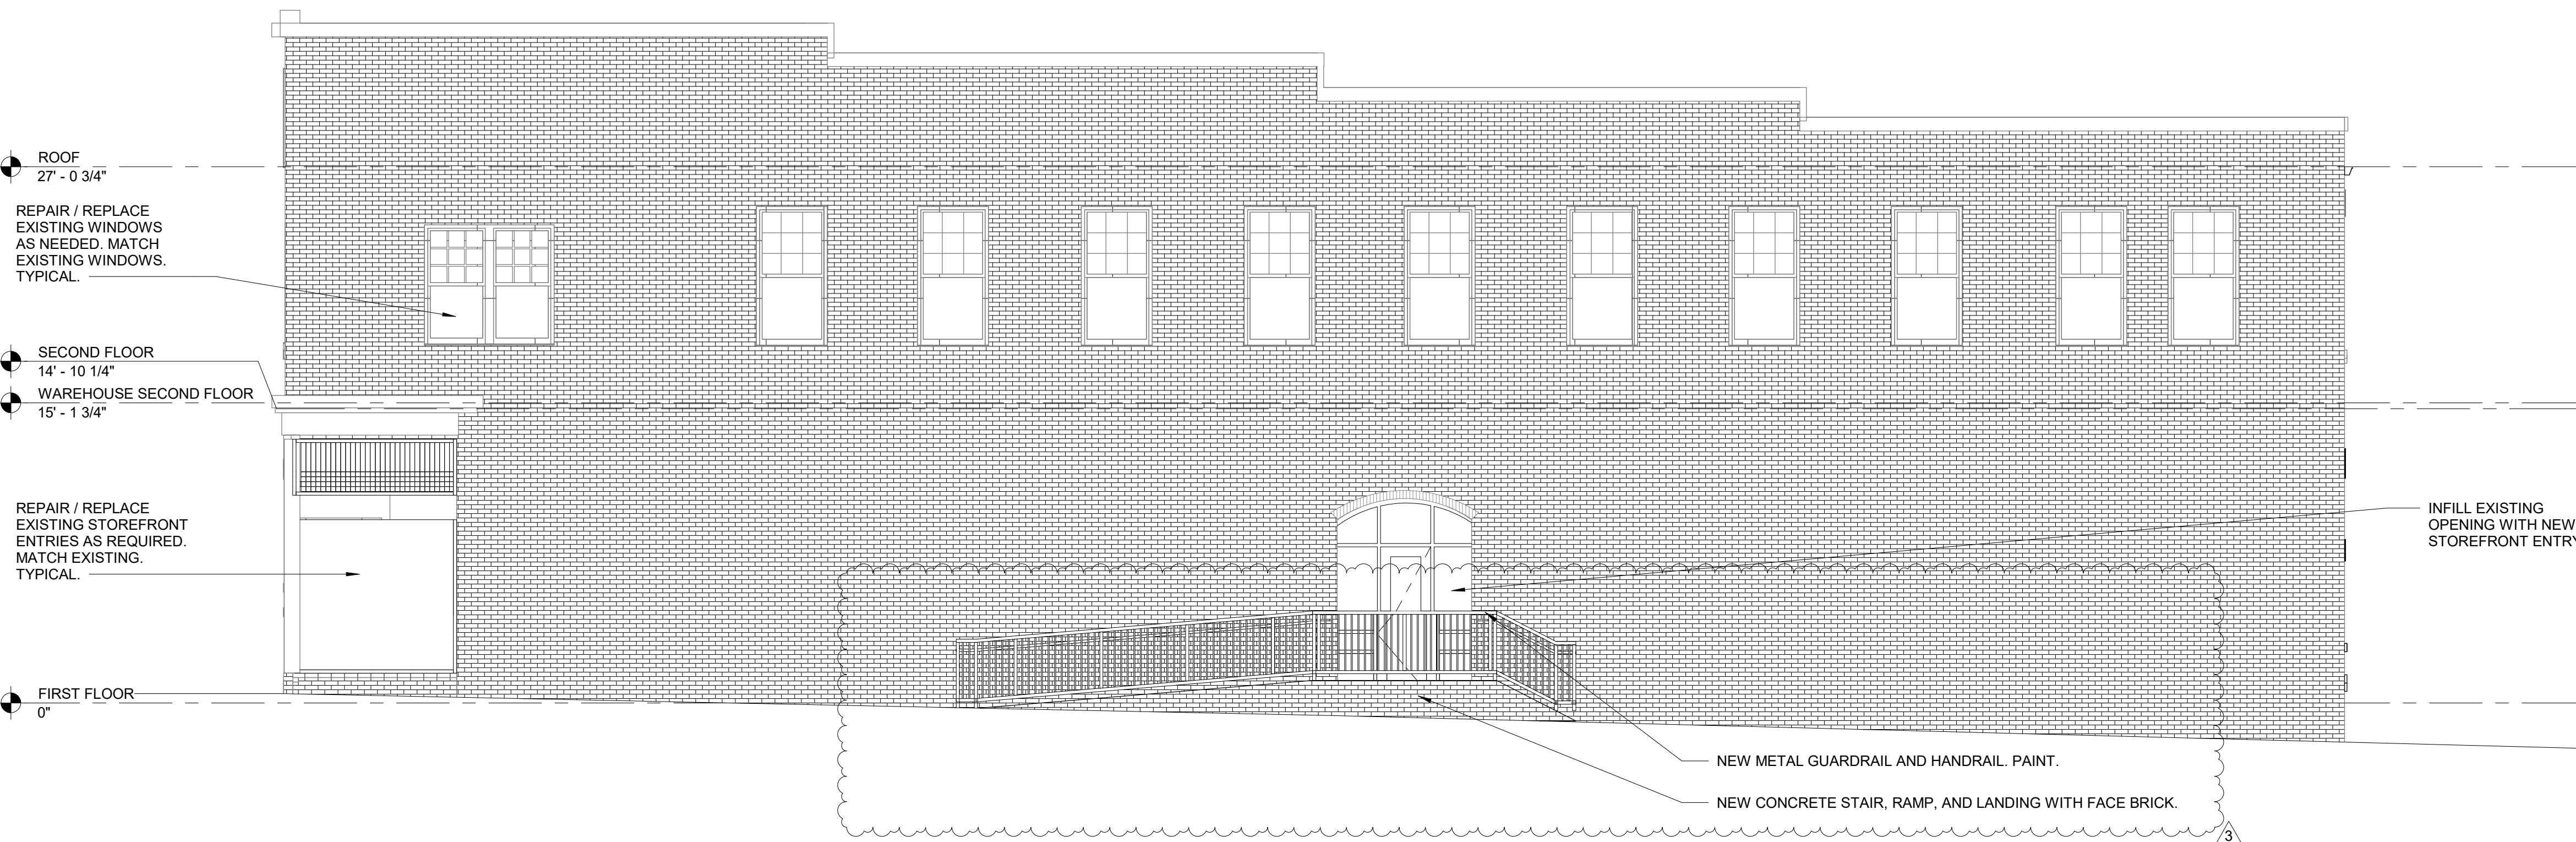 ROOF
27' - 0 3/4"
REPAIR / REPLACE
EXISTING WINDOWS
AS NEEDED. MATCH
EXISTING WINDOWS.
TYPICAL.
SECOND FLOOR
14' - 10 1/4"
WAREHOUSE SECOND FLOOR
15' - 1 3/4"
REPAIR / REPLACE
EXISTING STOREFRONT
ENTRIES AS REQUIRED.
MATCH EXISTING.
TYPICAL.
FIRST FLOOR
0"
INFILL EXISTING
OPENING WITH NEW
STOREFRONT ENTRY
NEW METAL GUARDRAIL AND HANDRAIL. PAINT.
NEW CONCRETE STAIR, RAMP, AND LANDING WITH FACE BRICK.
3